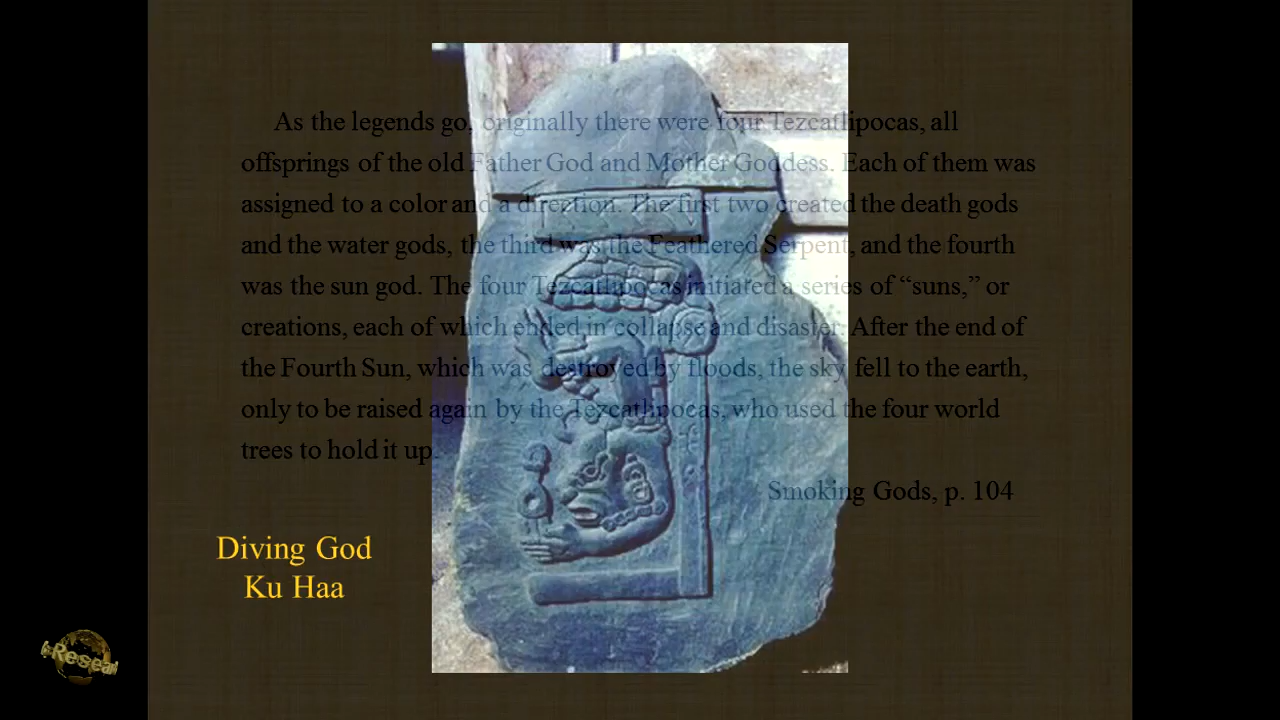 As the legends go, originally there were four Tezcatlipocas, all
offsprings of the old Father God and Mother Goddess. Each of them was
assigned to a color and a direction. The first two created the death gods
and the water gods, the third was the Feathered Serpent, and the fourth
was the sun god. The four Tezcatlipocas initiated a series of “suns,” or
creations, each of which ended in collapse and disaster. After the end of
the Fourth Sun, which was destroyed by floods, the sky fell to the earth,
only to be raised again by the Tezcatlipocas, who used the four world
trees to hold it up.
Smoking Gods, p. 104
Diving God
Ku Haa